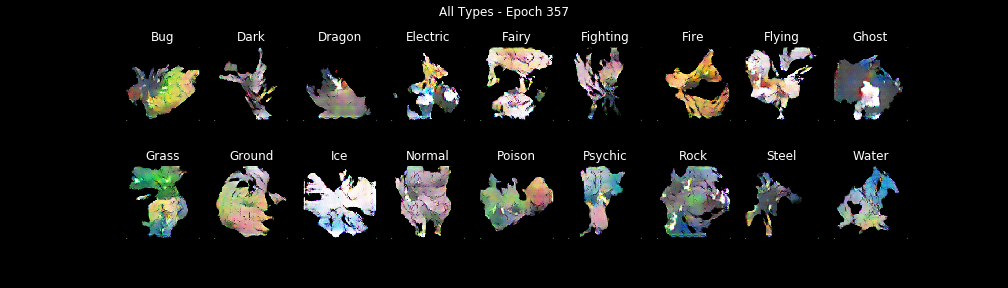 All Types - Epoch 357
Bug Dark Dragon Electric Fairy Fighting Fire Flying Ghost
Grass Ground Ice Normal Poison Psychic Rock Steel Water